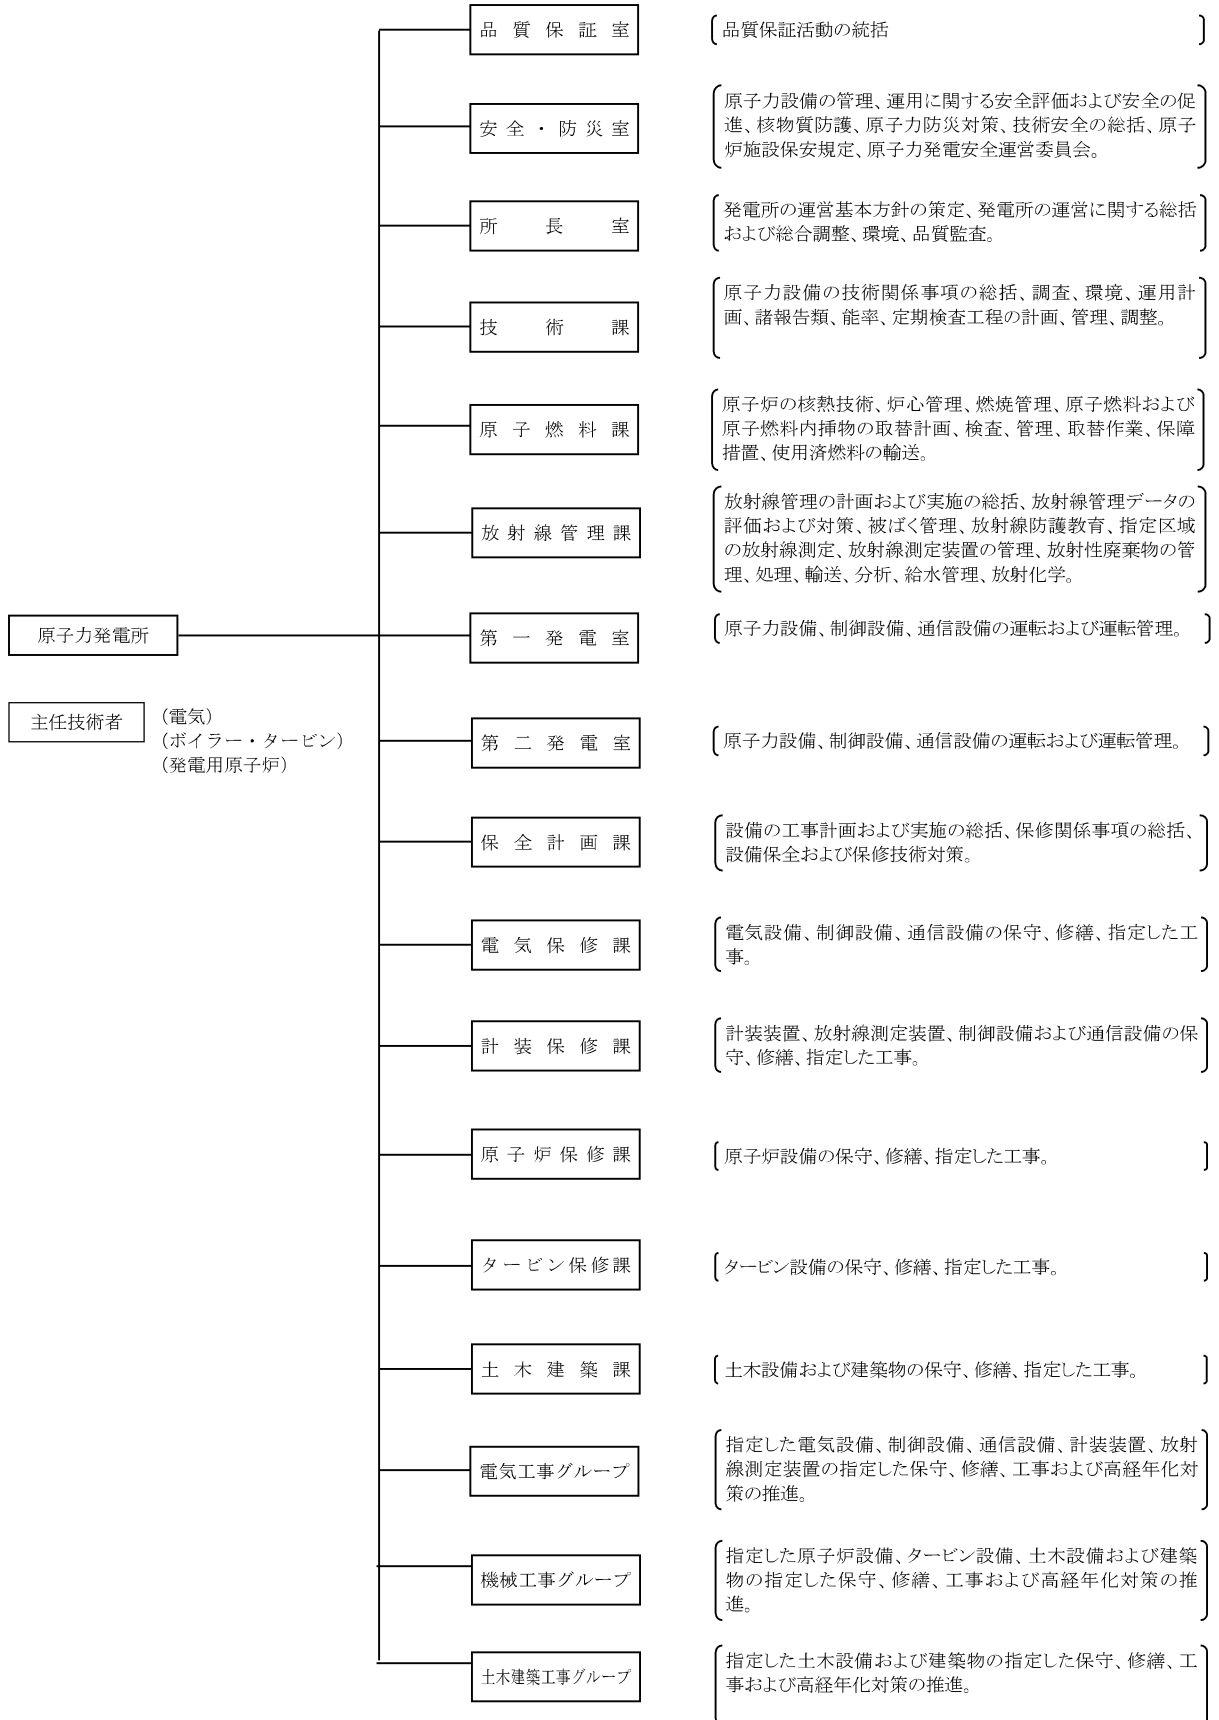 品質保証室
品質保証活動の統括
安全・防災室
原子力設備の管理、運用に関する安全評価および安全の促
進、核物質防護、原子力防災対策、技術安全の総括、原子
炉施設保安規定、原子力発電安全運営委員会。
所長室
発電所の運営基本方針の策定、発電所の運営に関する総括
および総合調整、環境、品質監査。
技術課
原子力設備の技術関係事項の総括、調査、環境、運用計
画、諸報告類、能率、定期検査工程の計画、管理、調整。
原子燃料課
原子炉の核熱技術、炉心管理、燃焼管理、原子燃料および
原子燃料内挿物の取替計画、検査、管理、取替作業、保障
措置、使用済燃料の輸送。
放射線管理課
放射線管理の計画および実施の総括、放射線管理データの
評価および対策、被ばく管理、放射線防護教育、指定区域
の放射線測定、放射線測定装置の管理、放射性廃棄物の管
理、処理、輸送、分析、給水管理、放射化学。
原子力発電所
第一発電室
原子力設備、制御設備、通信設備の運転および運転管理。
主任技術者
（電気）
（ボイラー・タービン）
（発電用原子炉）
第二発電室
原子力設備、制御設備、通信設備の運転および運転管理。
保全計画課
設備の工事計画および実施の総括、保修関係事項の総括、
設備保全および保修技術対策。
電気保修課
電気設備、制御設備、通信設備の保守、修繕、指定した工
事。
計装保修課
計装装置、放射線測定装置、制御設備および通信設備の保
守、修繕、指定した工事。
原子炉保修課
原子炉設備の保守、修繕、指定した工事。
タービン保修課
タービン設備の保守、修繕、指定した工事。
土木建築課
土木設備および建築物の保守、修繕、指定した工事。
電気工事グループ
指定した電気設備、制御設備、通信設備、計装装置、放射
線測定装置の指定した保守、修繕、工事および高経年化対
策の推進。
機械工事グループ
指定した原子炉設備、タービン設備、土木設備および建築
物の指定した保守、修繕、工事および高経年化対策の推
進。
土木建築工事グループ
指定した土木設備および建築物の指定した保守、修繕、工
事および高経年化対策の推進。